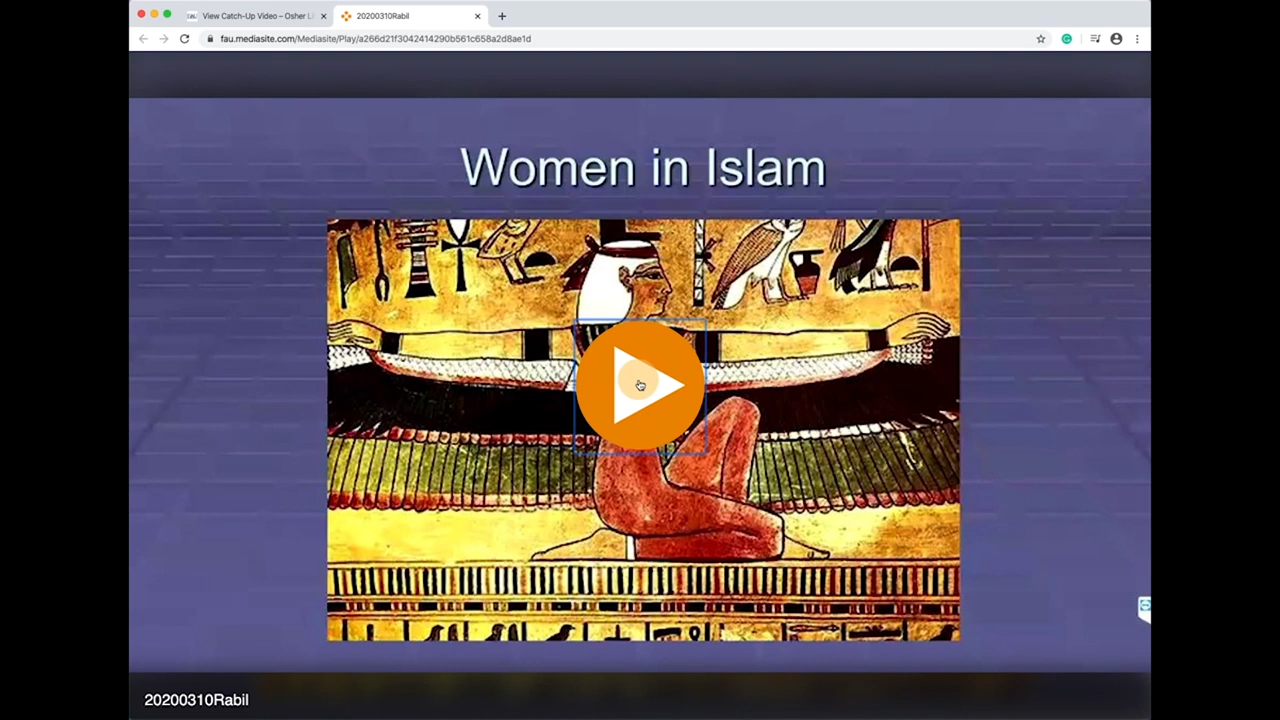 View Catch-Up Video – Osher Li
20200310Rabil
fau.mediasite.com/Mediasite/Play/a266d21f3042414290b561c658a2d8ae1d
Women in Islam
20200310Rabil